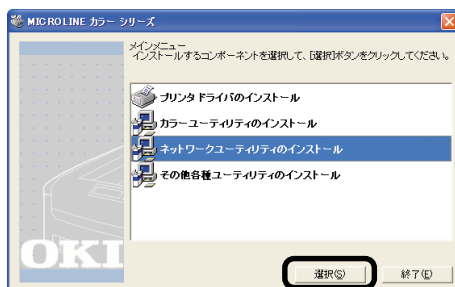 MICROLINE カラー シリーズ
メインメニュー
インストールするコンポーネントを選択して、[選択]ボタンをクリックしてください。
プリンタ ドライバのインストール
カラーユーティリティのインストール
ネットワークユーティリティのインストール
その他各種ユーティリティのインストール
OKI
選択(S)
終了(E)